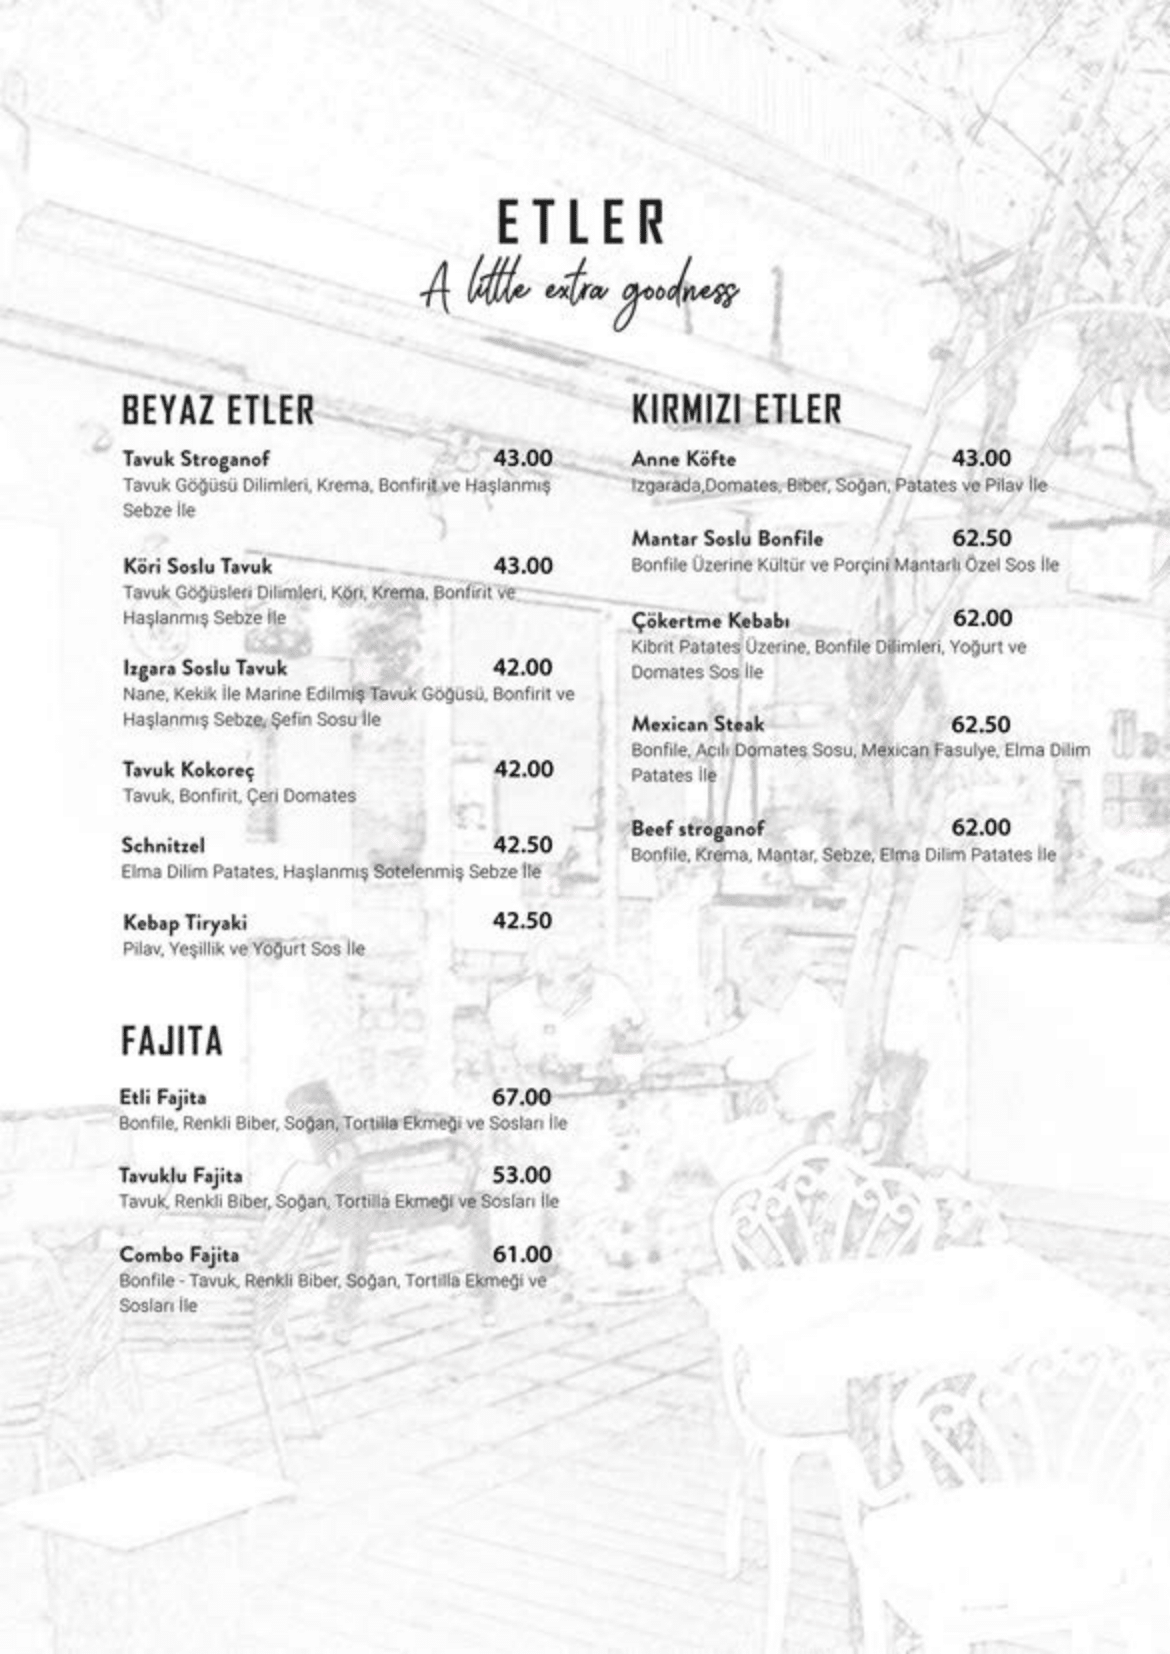 ETLER
A little extra goodness
BEYAZ ETLER
Tavuk Stroganof 43.00
Tavuk Göğüsü Dilimleri, Krema, Bonfirit ve Haşlanmış
Sebze İle
Köri Soslu Tavuk 43.00
Tavuk Göğüsleri Dilimleri, Köri, Krema, Bonfirit ve
Haşlanmış Sebze İle
Izgara Soslu Tavuk 42.00
Nane, Kekik İle Marine Edilmiş Tavuk Göğüsü, Bonfirit ve
Haşlanmış Sebze, Şefin Sosu İle
Tavuk Kokoreç 42.00
Tavuk, Bonfirit, Çeri Domates
Schnitzel 42.50
Elma Dilim Patates, Haşlanmış Sotelenmiş Sebze İle
Kebap Tiryaki 42.50
Pilav, Yeşillik ve Yoğurt Sos İle
FAJITA
Etli Fajita 67.00
Bonfile, Renkli Biber, Soğan, Tortilla Ekmeği ve Sosları İle
Tavuklu Fajita 53.00
Tavuk, Renkli Biber, Soğan, Tortilla Ekmeği ve Sosları İle
Combo Fajita 61.00
Bonfile - Tavuk, Renkli Biber, Soğan, Tortilla Ekmeği ve
Sosları İle
KIRMIZI ETLER
Anne Köfte 43.00
Izgarada,Domates, Biber, Soğan, Patates ve Pilav İle
Mantar Soslu Bonfile 62.50
Bonfile Üzerine Kültür ve Porçini Mantarlı Özel Sos İle
Çökertme Kebabı 62.00
Kibrit Patates Üzerine, Bonfile Dilimleri, Yoğurt ve
Domates Sos İle
Mexican Steak 62.50
Bonfile, Acılı Domates Sosu, Mexican Fasulye, Elma Dilim
Patates İle
Beef stroganof 62.00
Bonfile, Krema, Mantar, Sebze, Elma Dilim Patates İle